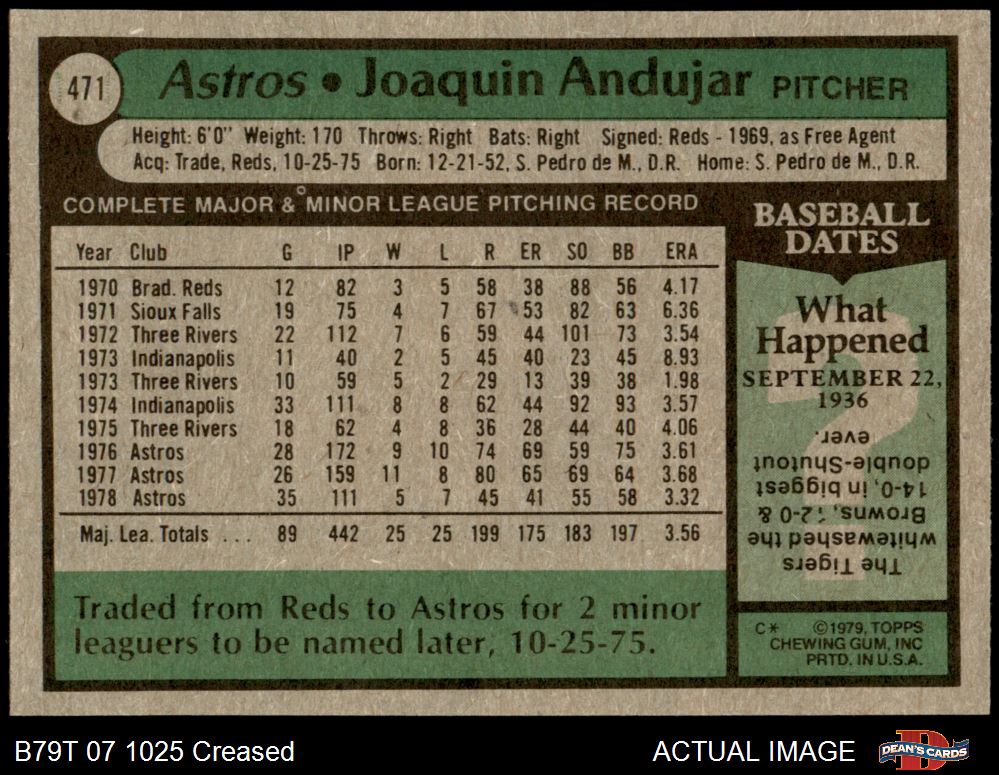 471
Astros • Joaquin Andujar PITCHER
Height: 6'0" Weight: 170 Throws: Right Bats: Right Signed: Reds - 1969, as Free Agent
Acq: Trade, Reds, 10-25-75 Born: 12-21-52, S. Pedro de M., D.R. Home: S. Pedro de M., D.R.
COMPLETE MAJOR & MINOR LEAGUE PITCHING RECORD
Year Club G IP W L R ER SO BB ERA
1970 Brad. Reds 12 82 3 5 58 38 88 56 4.17
1971 Sioux Falls 19 75 4 7 67 53 82 63 6.36
1972 Three Rivers 22 112 7 6 59 44 101 73 3.54
1973 Indianapolis 11 40 2 5 45 40 23 45 8.93
1973 Three Rivers 10 59 5 2 29 13 39 38 1.98
1974 Indianapolis 33 111 8 8 62 44 92 93 3.57
1975 Three Rivers 18 62 4 8 36 28 44 40 4.06
1976 Astros 28 172 9 10 74 69 59 75 3.61
1977 Astros 26 159 11 8 80 65 69 64 3.68
1978 Astros 35 111 5 7 45 41 55 58 3.32
Maj. Lea. Totals . . . 89 442 25 25 199 175 183 197 3.56
Traded from Reds to Astros for 2 minor
leaguers to be named later, 10-25-75.
BASEBALL
DATES
What
Happened
SEPTEMBER 22,
1936
The Tigers
whitewashed the
Browns, 12-0 &
14-0, in biggest
double-Shutout
ever.
C* ©1979, TOPPS
CHEWING GUM, INC
PRTD. IN U.S.A.
B79T 07 1025 Creased
ACTUAL IMAGE
DEAN'S CARDS